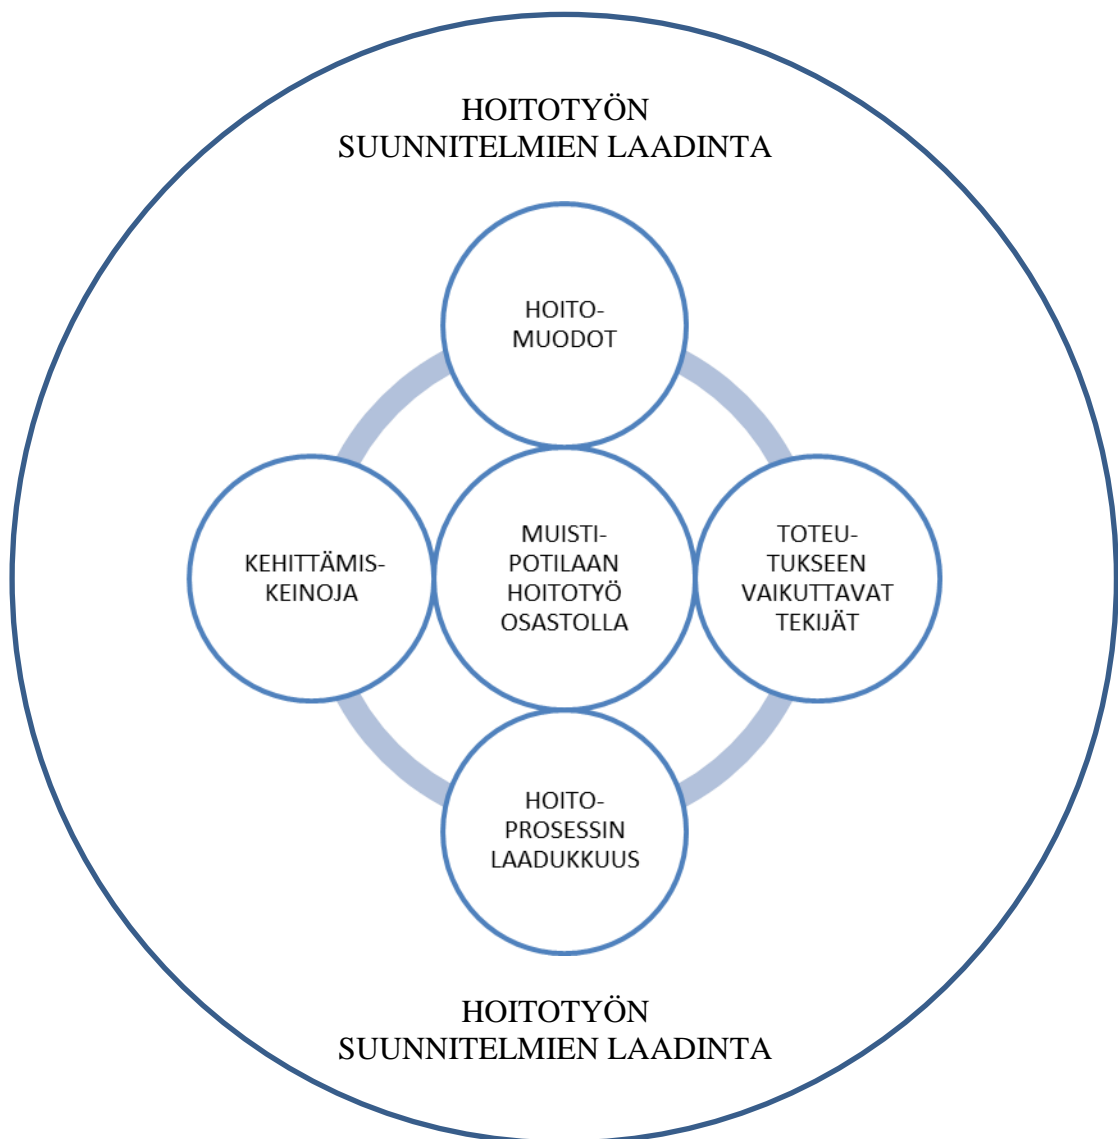 HOITOTYÖN
SUUNNITELMIEN LAADINTA
HOITO-
MUODOT
KEHITTÄMIS-
KEINOJA
MUISTI-
POTILAAN
HOITOTYÖ
OSASTOLLA
TOTEU-
TUKSEEN
VAIKUTTAVAT
TEKIJÄT
HOITO-
PROSESSIN
LAADUKKUUS
HOITOTYÖN
SUUNNITELMIEN LAADINTA